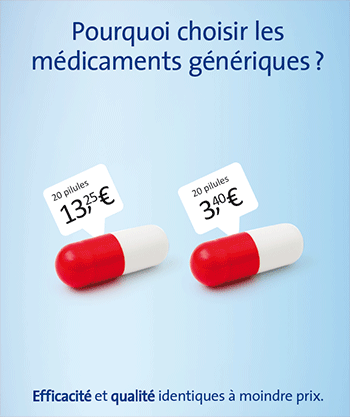 Pourquoi choisir les
médicaments génériques ?
20 pilules
13,25€
20 pilules
3,40€
Efficacité et qualité identiques à moindre prix.